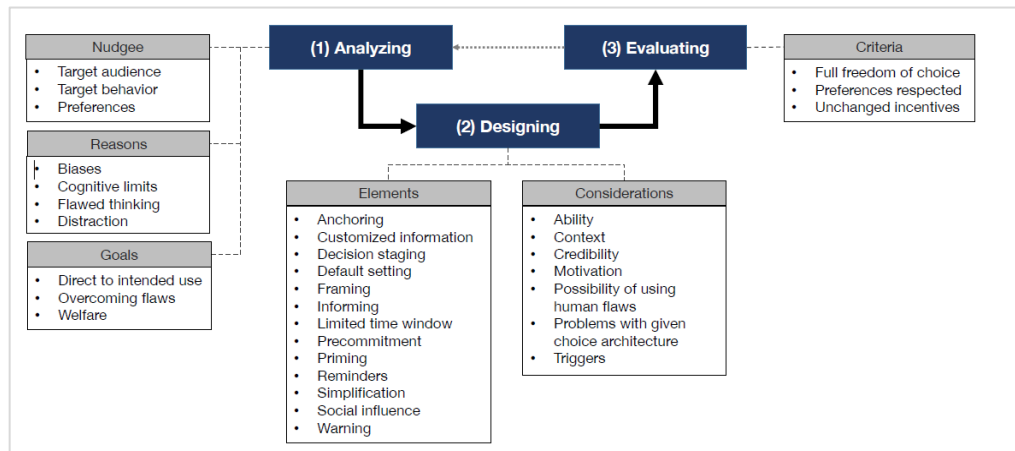 (1) Analyzing
(3) Evaluating
(2) Designing
Nudgee
• Target audience
• Target behavior
• Preferences
Reasons
• Biases
• Cognitive limits
• Flawed thinking
• Distraction
Goals
• Direct to intended use
• Overcoming flaws
• Welfare
Elements
• Anchoring
• Customized information
• Decision staging
• Default setting
• Framing
• Informing
• Limited time window
• Precommitment
• Priming
• Reminders
• Simplification
• Social influence
• Warning
Considerations
• Ability
• Context
• Credibility
• Motivation
• Possibility of using
human flaws
• Problems with given
choice architecture
• Triggers
Criteria
• Full freedom of choice
• Preferences respected
• Unchanged incentives